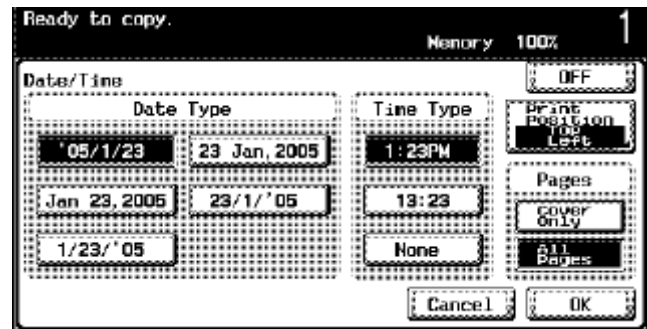 Ready to copy.
Memory 100% 1
Date/Time
OFF
Date Type
Time Type
Print
Position
Top
Left
'05/1/23
23 Jan,2005
1:23PM
Pages
Jan 23,2005
23/1/'05
13:23
Cover
Only
1/23/'05
None
All
Pages
Cancel
OK